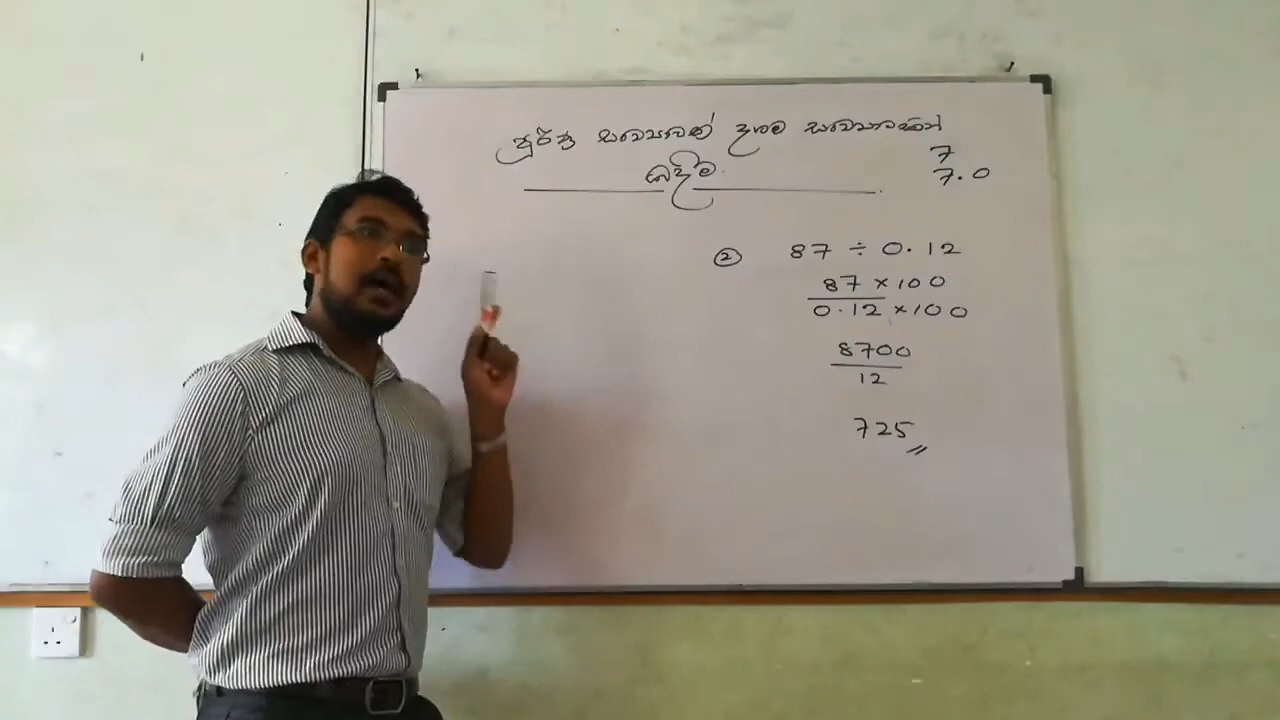 පූර්ණ සංඛ්‍යාවක් දශම සංඛ්‍යාවකින්
බෙදීම.
7
7.0
② 87 ÷ 0.12
87 × 100
0.12 × 100
8700
12
725